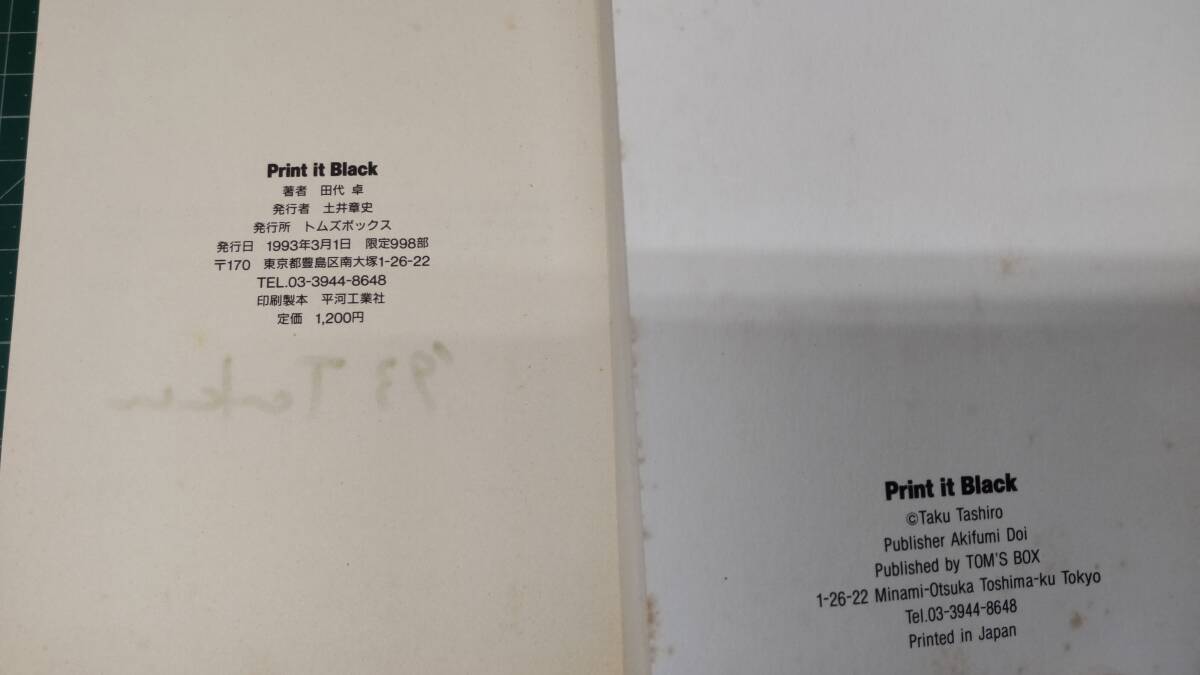 Print it Black
著者 田代 卓
発行者 土井章史
発行所 トムズボックス
発行日 1993年3月1日 限定998部
〒170 東京都豊島区南大塚1-26-22
TEL.03-3944-8648
印刷製本 平河工業社
定価 1,200円
'93 Taku
Print it Black
©Taku Tashiro
Publisher Akifumi Doi
Published by TOM'S BOX
1-26-22 Minami-Otsuka Toshima-ku Tokyo
Tel.03-3944-8648
Printed in Japan